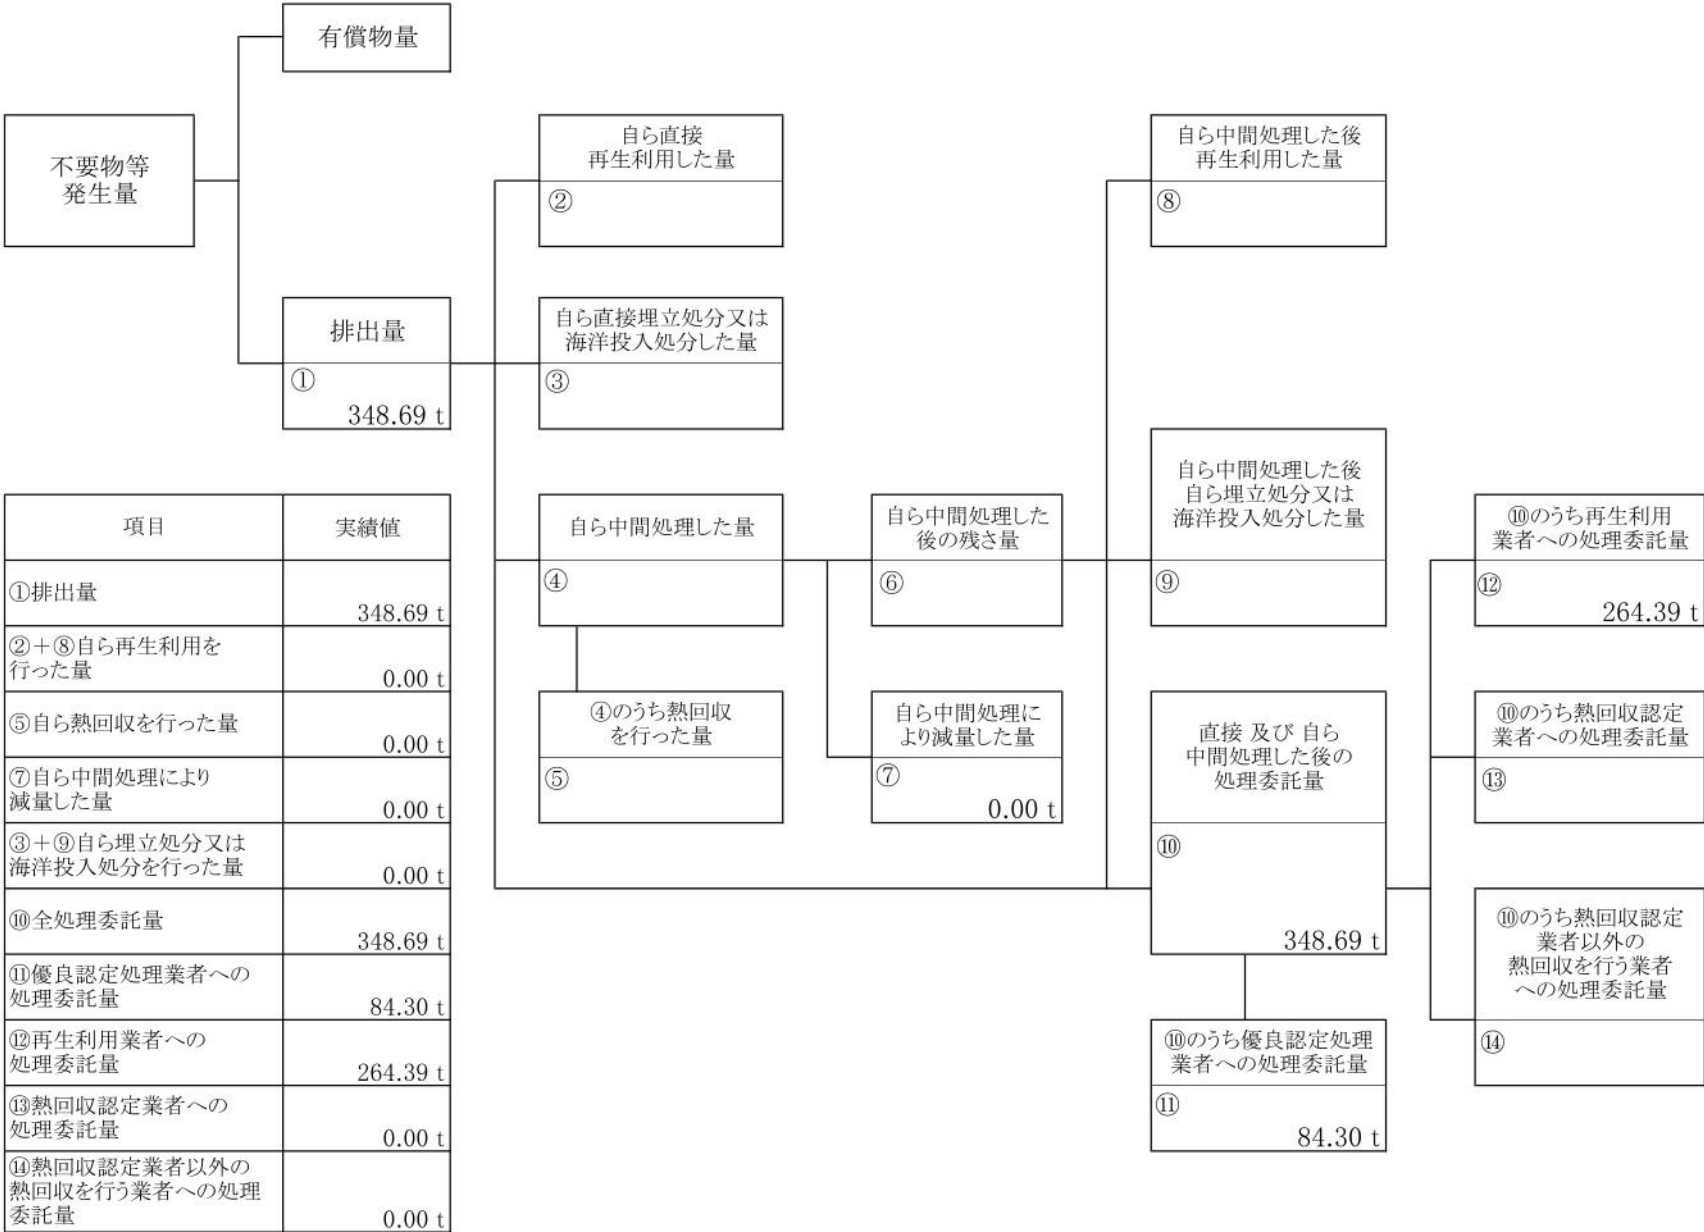 有償物量
不要物等
発生量
排出量
①
348.69 t
自ら直接
再生利用した量
②
自ら直接埋立処分又は
海洋投入処分した量
③
自ら中間処理した量
④
④のうち熱回収
を行った量
⑤
自ら中間処理した
後の残さ量
⑥
自ら中間処理に
より減量した量
⑦
0.00 t
自ら中間処理した後
再生利用した量
⑧
自ら中間処理した後
自ら埋立処分又は
海洋投入処分した量
⑨
直接 及び 自ら
中間処理した後の
処理委託量
⑩
348.69 t
⑩のうち優良認定処理
業者への処理委託量
⑪
84.30 t
⑩のうち再生利用
業者への処理委託量
⑫
264.39 t
⑩のうち熱回収認定
業者への処理委託量
⑬
⑩のうち熱回収認定
業者以外の
熱回収を行う業者
への処理委託量
⑭
項目 実績値
①排出量
348.69 t
②+⑧自ら再生利用を
行った量
0.00 t
⑤自ら熱回収を行った量
0.00 t
⑦自ら中間処理により
減量した量
0.00 t
③+⑨自ら埋立処分又は
海洋投入処分を行った量
0.00 t
⑩全処理委託量
348.69 t
⑪優良認定処理業者への
処理委託量
84.30 t
⑫再生利用業者への
処理委託量
264.39 t
⑬熱回収認定業者への
処理委託量
0.00 t
⑭熱回収認定業者以外の
熱回収を行う業者への処理
委託量
0.00 t